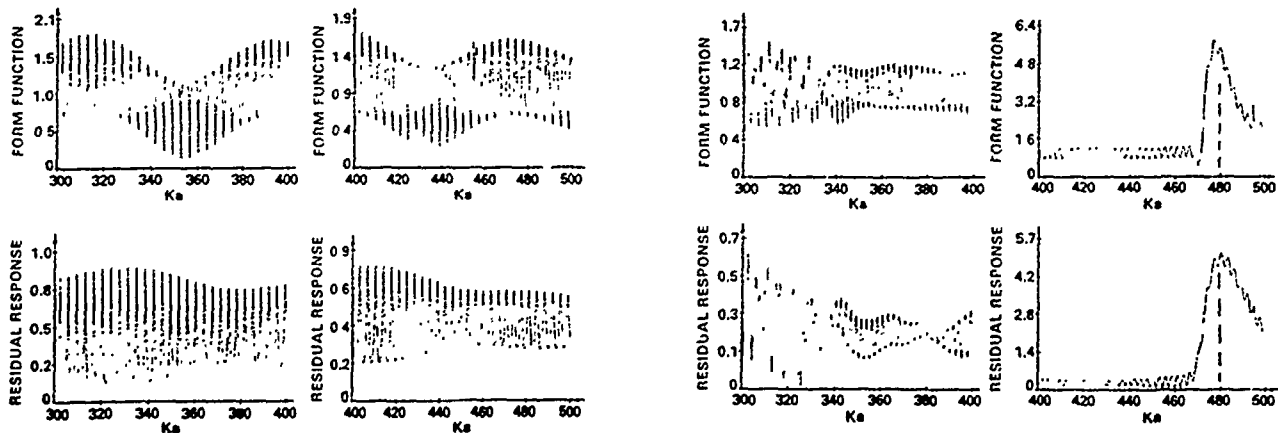 FORM FUNCTION
2.1
1.5
1.0
0.5
0
300 320 340 360 380 400
Ka
FORM FUNCTION
1.9
1.4
0.9
0.4
0
400 420 440 460 480 500
Ka
FORM FUNCTION
1.7
1.2
0.8
0.4
0
300 320 340 360 380 400
Ka
FORM FUNCTION
6.4
4.8
3.2
1 6
0
400 420 440 460 480 500
Ka
RESIDUAL RESPONSE
1.0
0.8
0.5
0.2
0
300 320 340 360 380 400
Ka
RESIDUAL RESPONSE
0.9
0.6
0.4
0.2
0
400 420 440 460 480 500
Ka
RESIDUAL RESPONSE
0.7
0.5
0.3
0.1
0
300 320 340 360 380 400
Ka
RESIDUAL RESPONSE
5.7
4.2
2.8
1.4
0
400 420 440 460 480 500
Ka